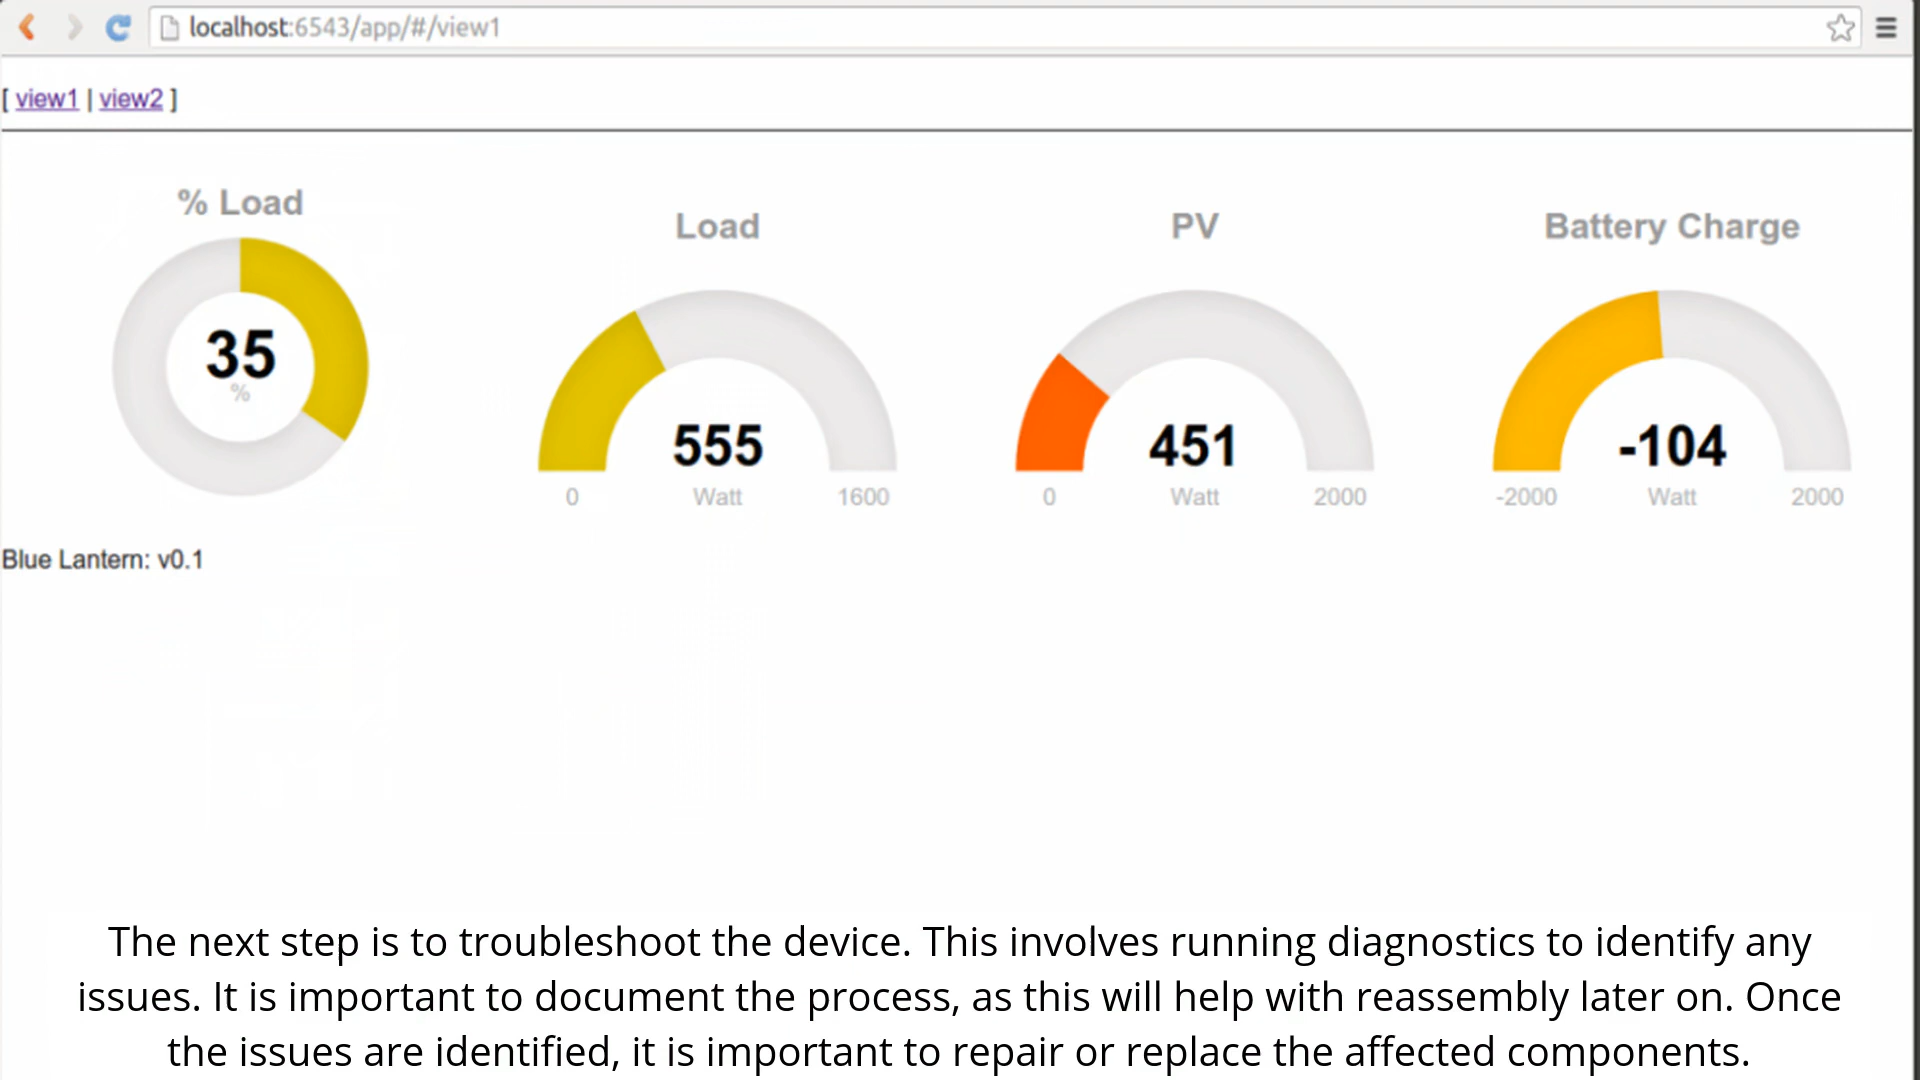 localhost:6543/app/#/view1
[ view1 | view2 ]
% Load
Load
PV
Battery Charge
35
%
555
451
-104
0 Watt 1600
0 Watt 2000
-2000 Watt 2000
Blue Lantern: v0.1
The next step is to troubleshoot the device. This involves running diagnostics to identify any
issues. It is important to document the process, as this will help with reassembly later on. Once
the issues are identified, it is important to repair or replace the affected components.